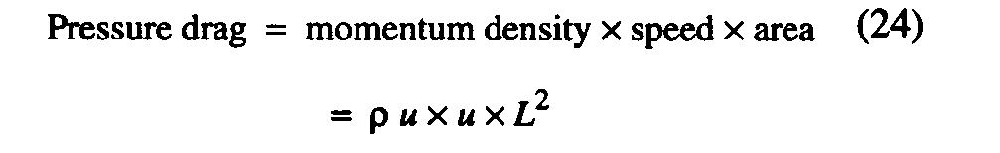 Pressure drag = momentum density × speed × area (24)
= ρ u × u × L²